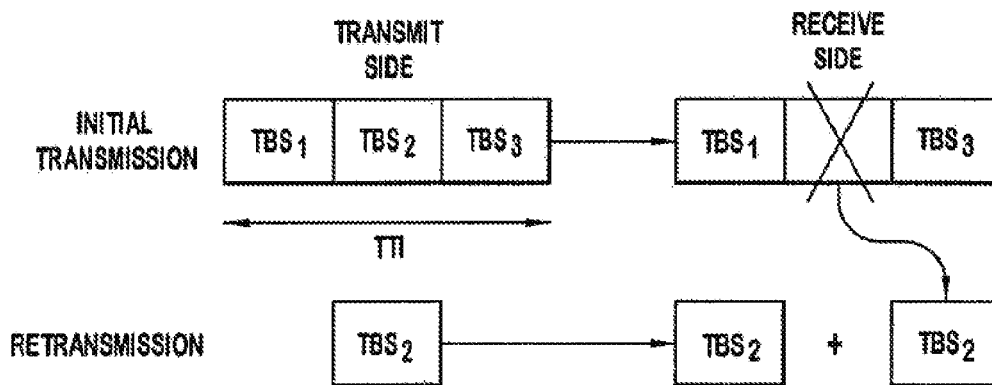 TRANSMIT
SIDE
RECEIVE
SIDE
INITIAL
TRANSMISSION
TBS1 TBS2 TBS3
TBS1 TBS3
TTI
RETRANSMISSION
TBS2
TBS2 + TBS2